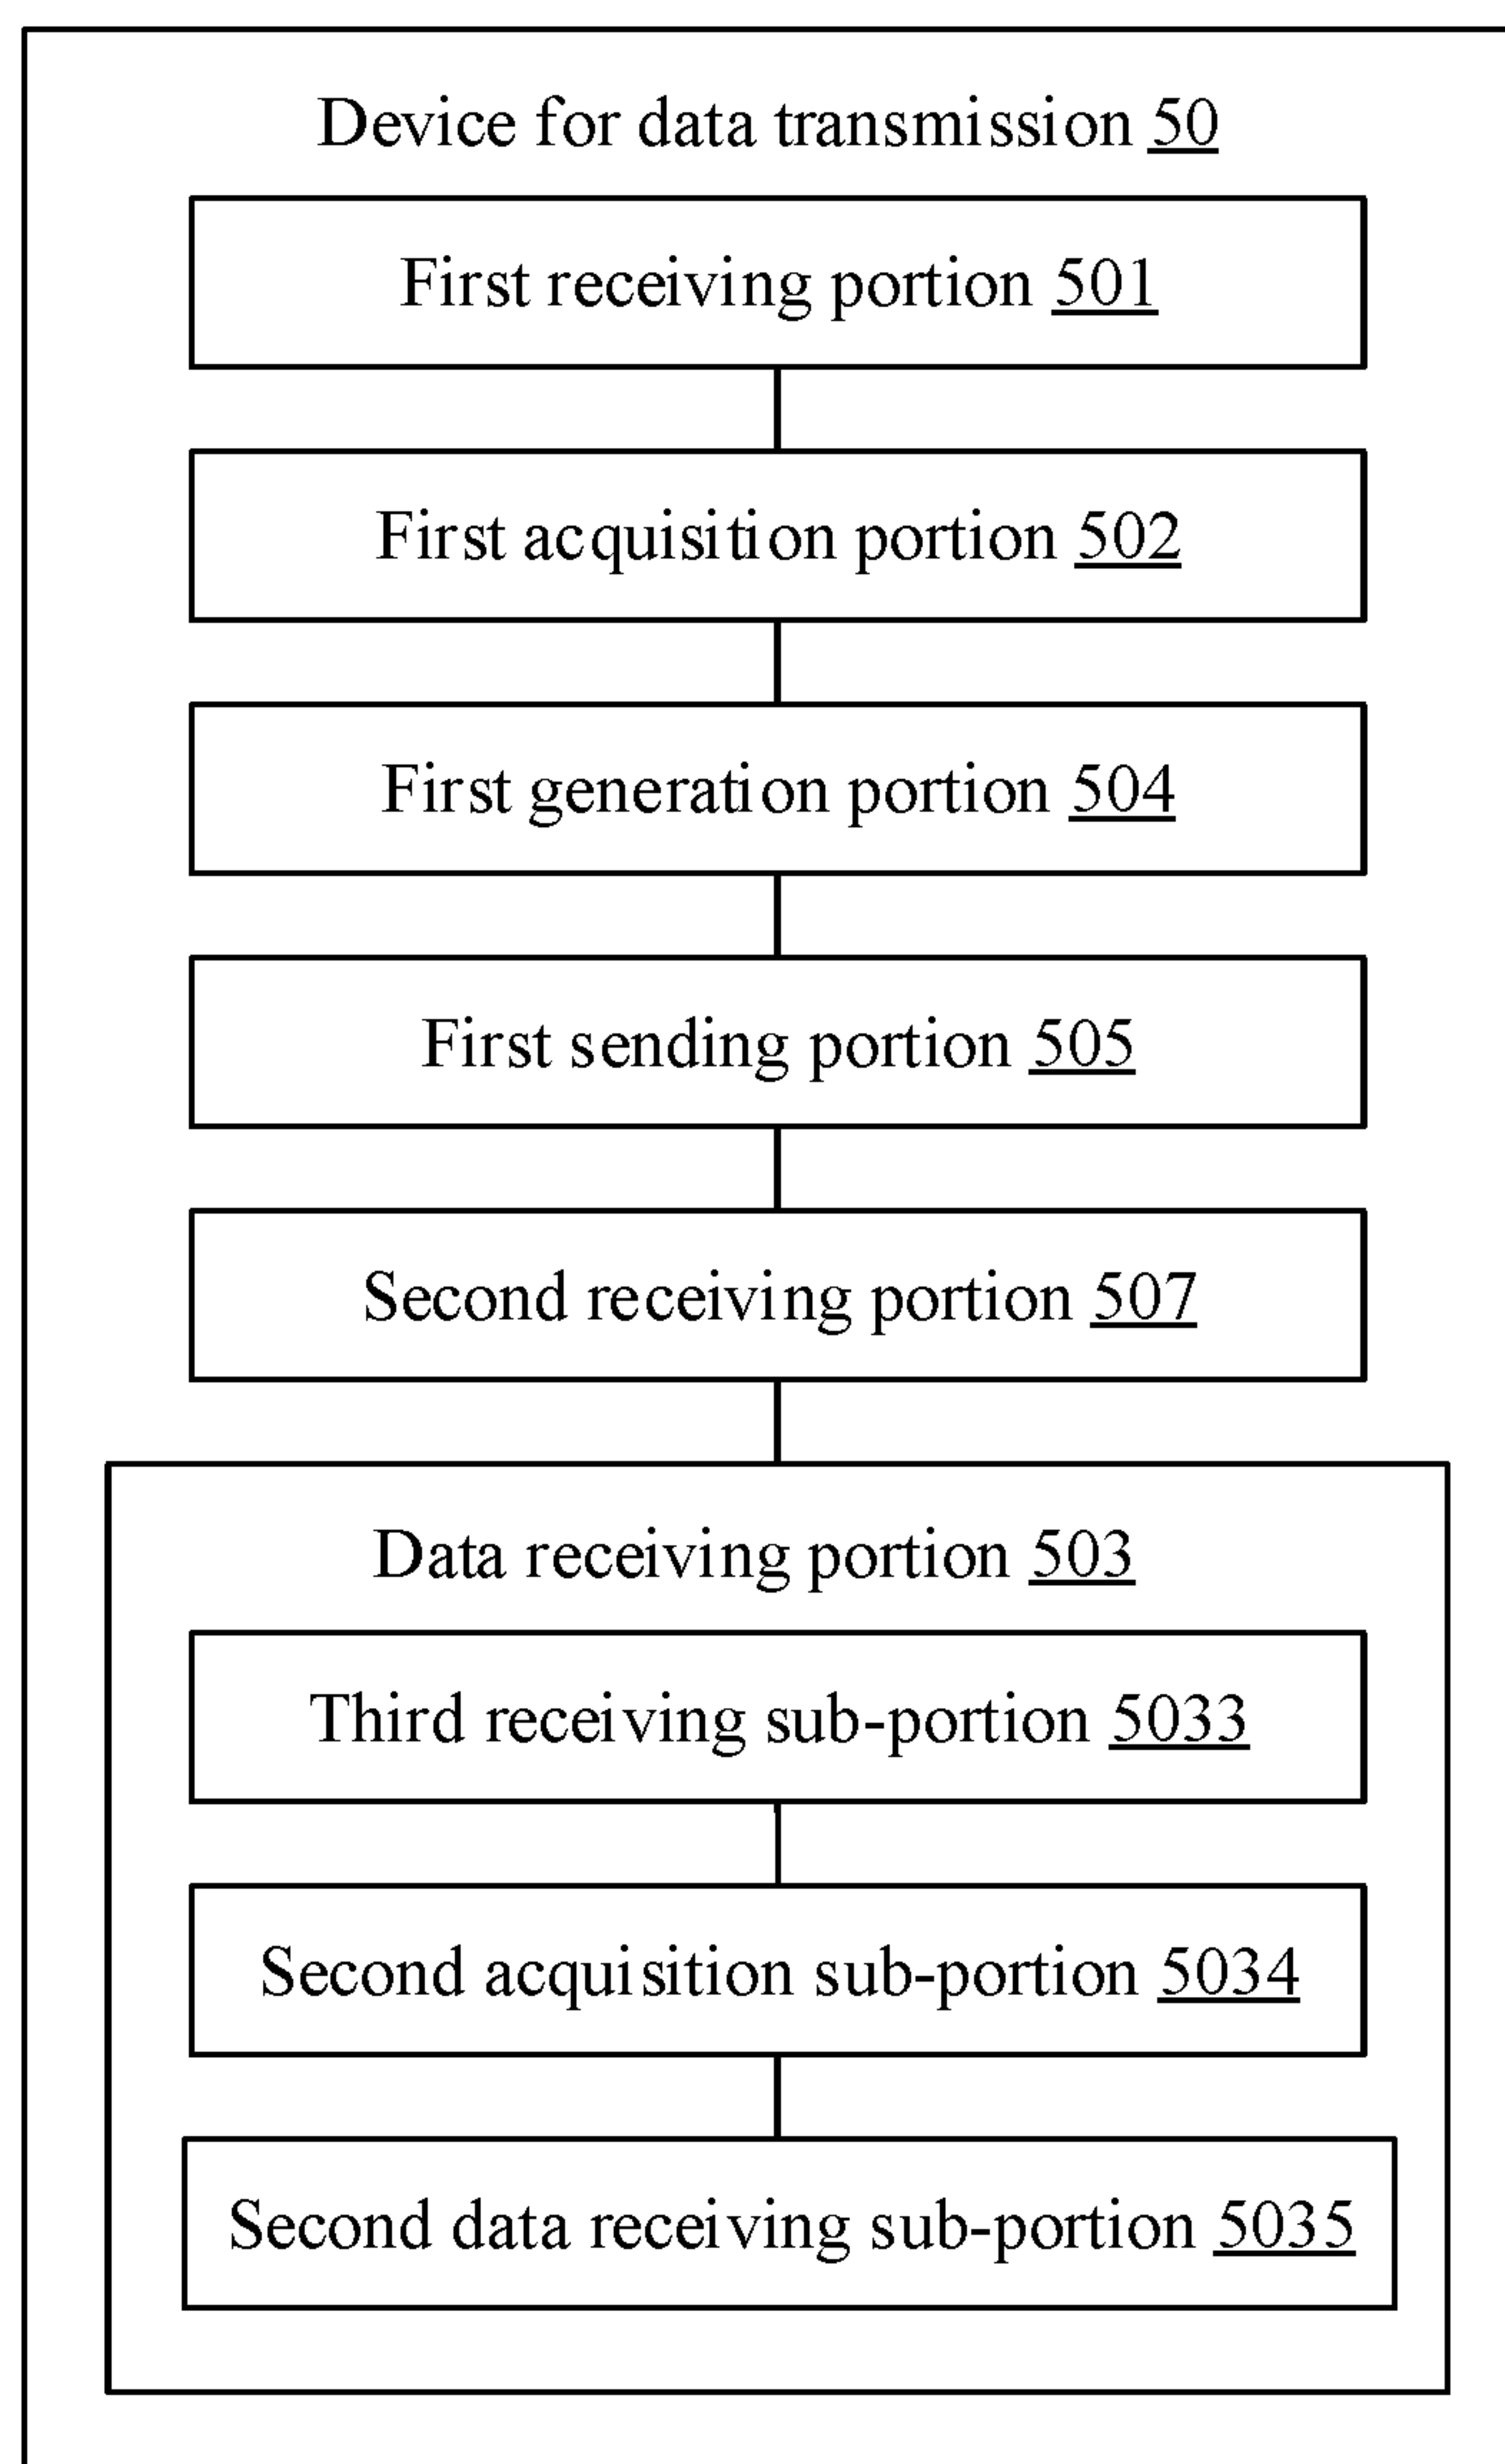 Device for data transmission 50
First receiving portion 501
First acquisition portion 502
First generation portion 504
First sending portion 505
Second receiving portion 507
Data receiving portion 503
Third receiving sub-portion 5033
Second acquisition sub-portion 5034
Second data receiving sub-portion 5035